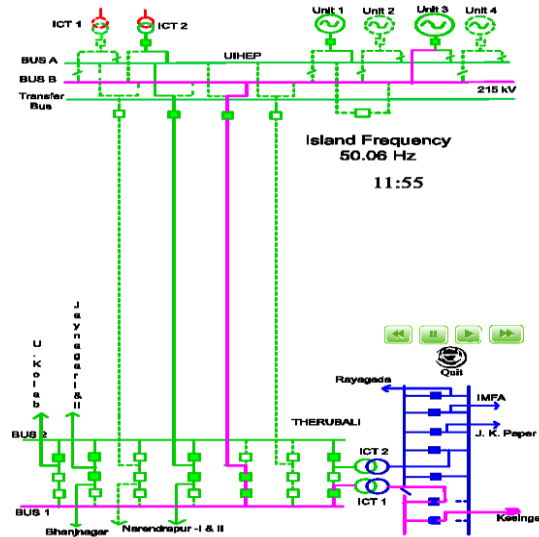 ICT 1
ICT 2
Unit 1
Unit 2
Unit 3
Unit 4
BUS A
UIHEP
BUS B
215 kV
Transfer
Bus
Island Frequency
50.06 Hz
11:55
U. Kolab
Jaynagar I & II
Quit
Rayagada
IMFA
J. K. Paper
THERUBALI
BUS 2
ICT 2
ICT 1
Kesinga
BUS 1
Bhanjnagar
Narendrapur -I & II